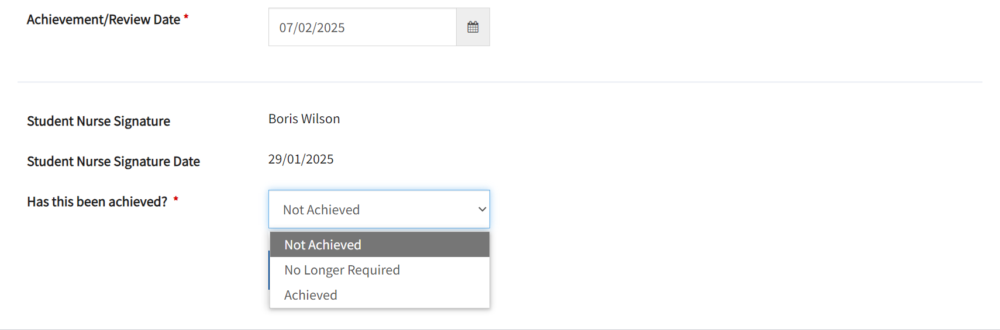 Achievement/Review Date *
07/02/2025
Student Nurse Signature
Boris Wilson
Student Nurse Signature Date
29/01/2025
Has this been achieved? *
Not Achieved
Not Achieved
No Longer Required
Achieved